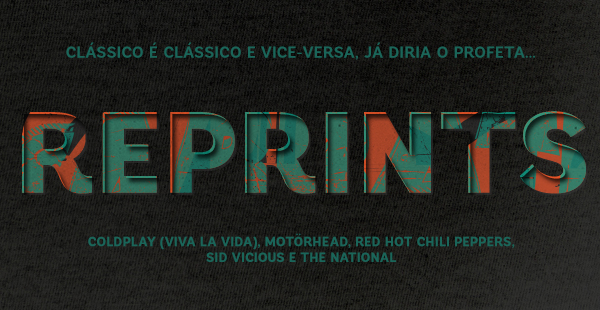 CLÁSSICO É CLÁSSICO E VICE-VERSA, JÁ DIRIA O PROFETA...
REPRINTS
COLDPLAY (VIVA LA VIDA), MOTÖRHEAD, RED HOT CHILI PEPPERS,
SID VICIOUS E THE NATIONAL